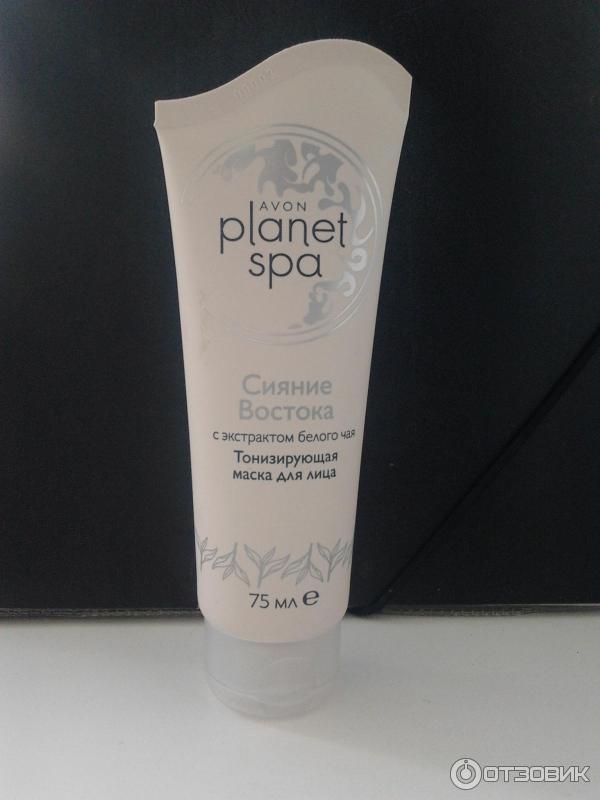 AVON
planet
spa
Сияние
Востока
с экстрактом белого чая
Тонизирующая
маска для лица
75 мл е
ОТЗОВИК